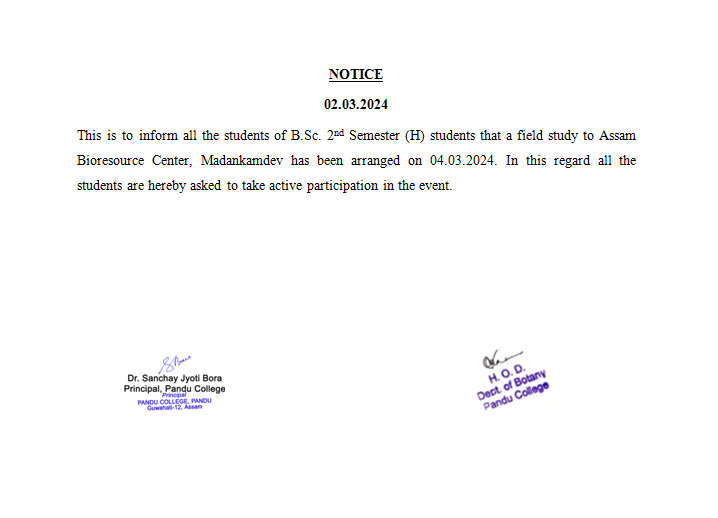 NOTICE
02.03.2024
This is to inform all the students of B.Sc. 2nd Semester (H) students that a field study to Assam
Bioresource Center, Madankamdev has been arranged on 04.03.2024. In this regard all the
students are hereby asked to take active participation in the event.
Dr. Sanchay Jyoti Bora
Principal, Pandu College
Principal
PANDU COLLEGE, PANDU
Guwahati-12, Assam
H. O. D.
Dept. of Botany
Pandu College